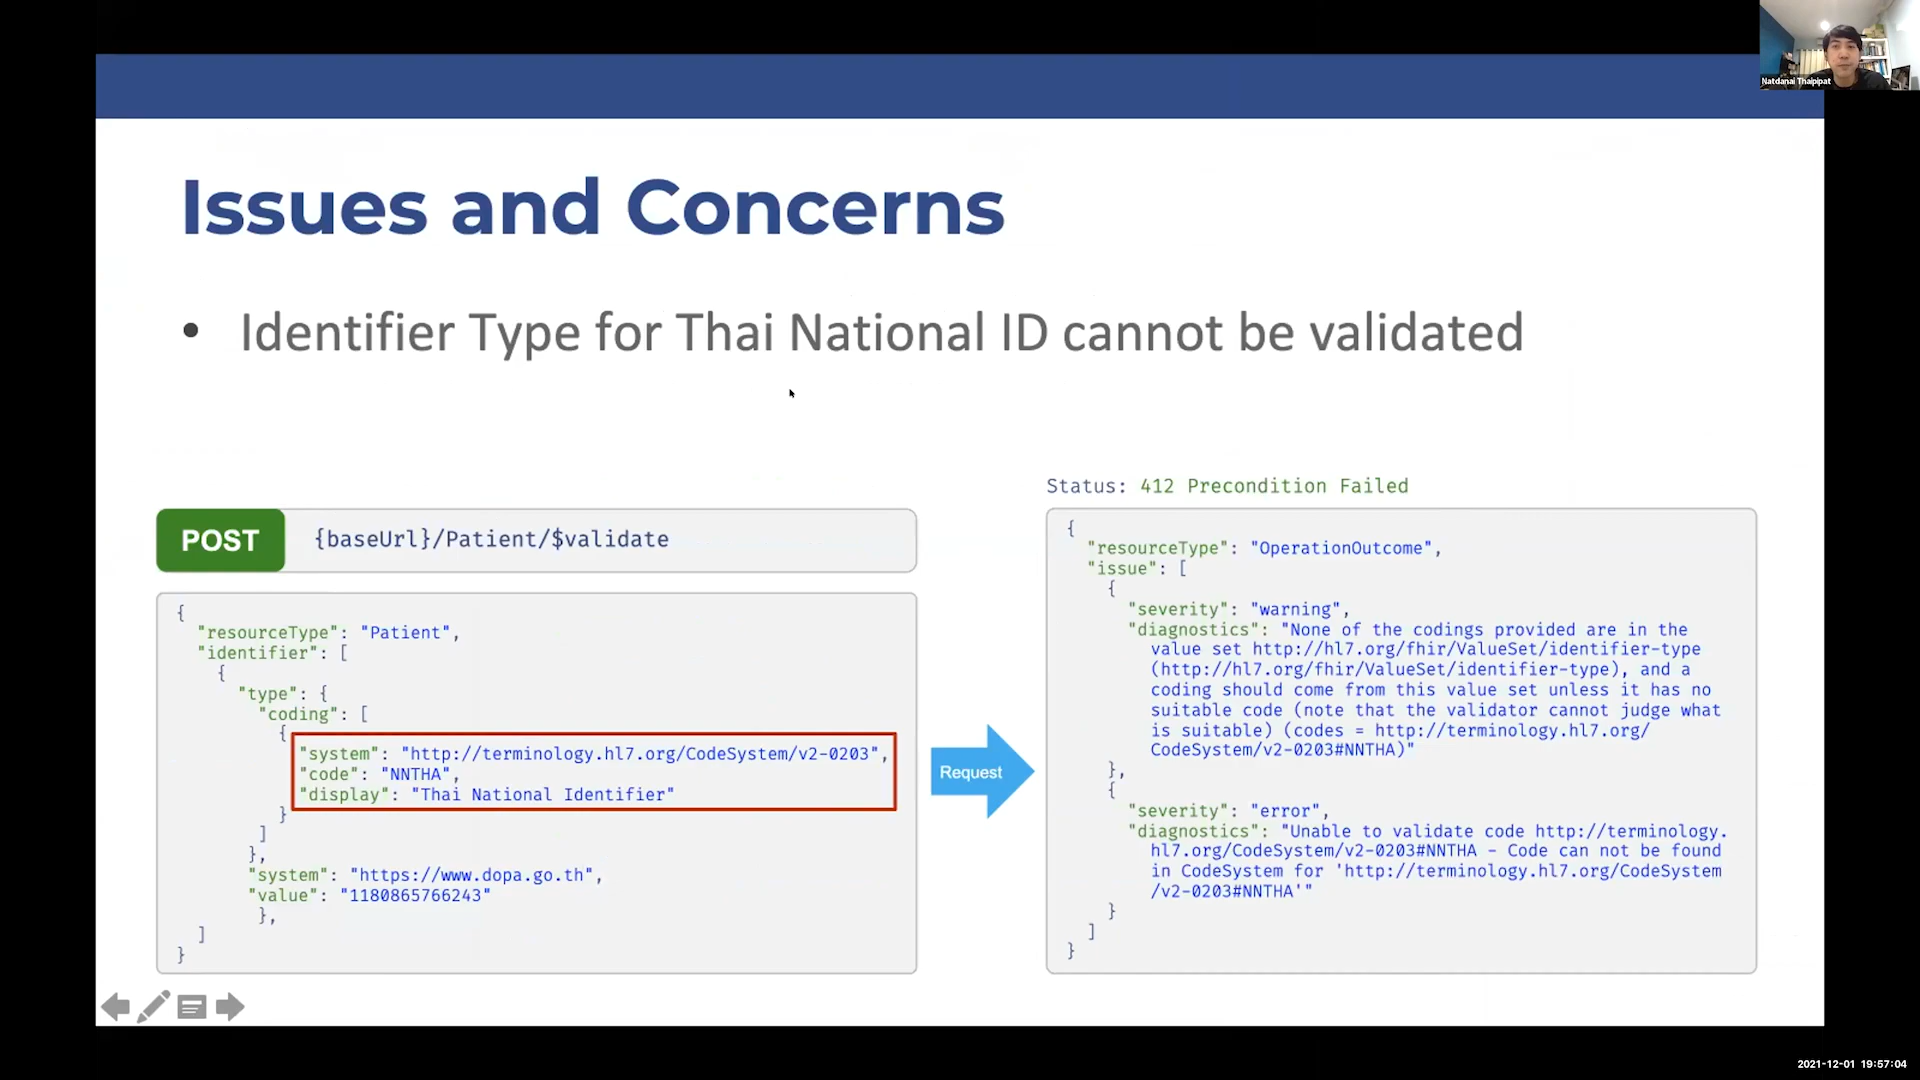 Natdanai Thaipipat
Issues and Concerns
• Identifier Type for Thai National ID cannot be validated
POST {baseUrl}/Patient/$validate
{
"resourceType": "Patient",
"identifier": [
{
"type": {
"coding": [
{
"system": "http://terminology.hl7.org/CodeSystem/v2-0203",
"code": "NNTHA",
"display": "Thai National Identifier"
}
]
},
"system": "https://www.dopa.go.th",
"value": "1180865766243"
},
]
}
Request
Status: 412 Precondition Failed
{
"resourceType": "OperationOutcome",
"issue": [
{
"severity": "warning",
"diagnostics": "None of the codings provided are in the
value set http://hl7.org/fhir/ValueSet/identifier-type
(http://hl7.org/fhir/ValueSet/identifier-type), and a
coding should come from this value set unless it has no
suitable code (note that the validator cannot judge what
is suitable) (codes = http://terminology.hl7.org/
CodeSystem/v2-0203#NNTHA)"
},
{
"severity": "error",
"diagnostics": "Unable to validate code http://terminology.
hl7.org/CodeSystem/v2-0203#NNTHA - Code can not be found
in CodeSystem for 'http://terminology.hl7.org/CodeSystem
/v2-0203#NNTHA'"
}
]
}
2021-12-01 19:57:04